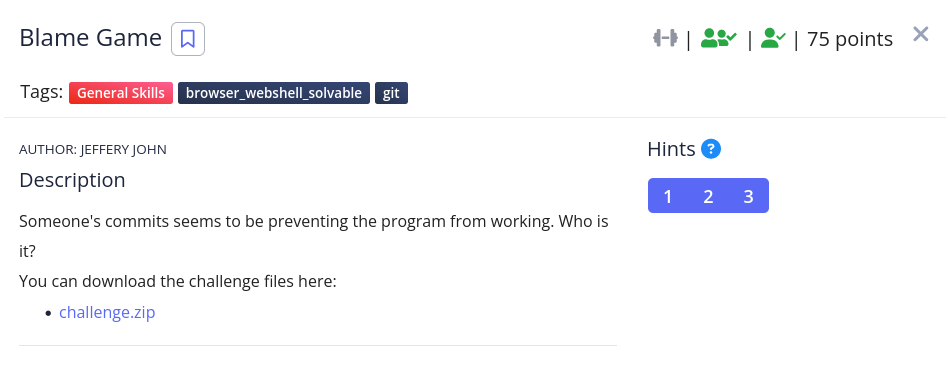 Blame Game
| | | 75 points
Tags: General Skills browser_webshell_solvable git
AUTHOR: JEFFERY JOHN
Hints ?
Description
1 2 3
Someone's commits seems to be preventing the program from working. Who is
it?
You can download the challenge files here:
• challenge.zip